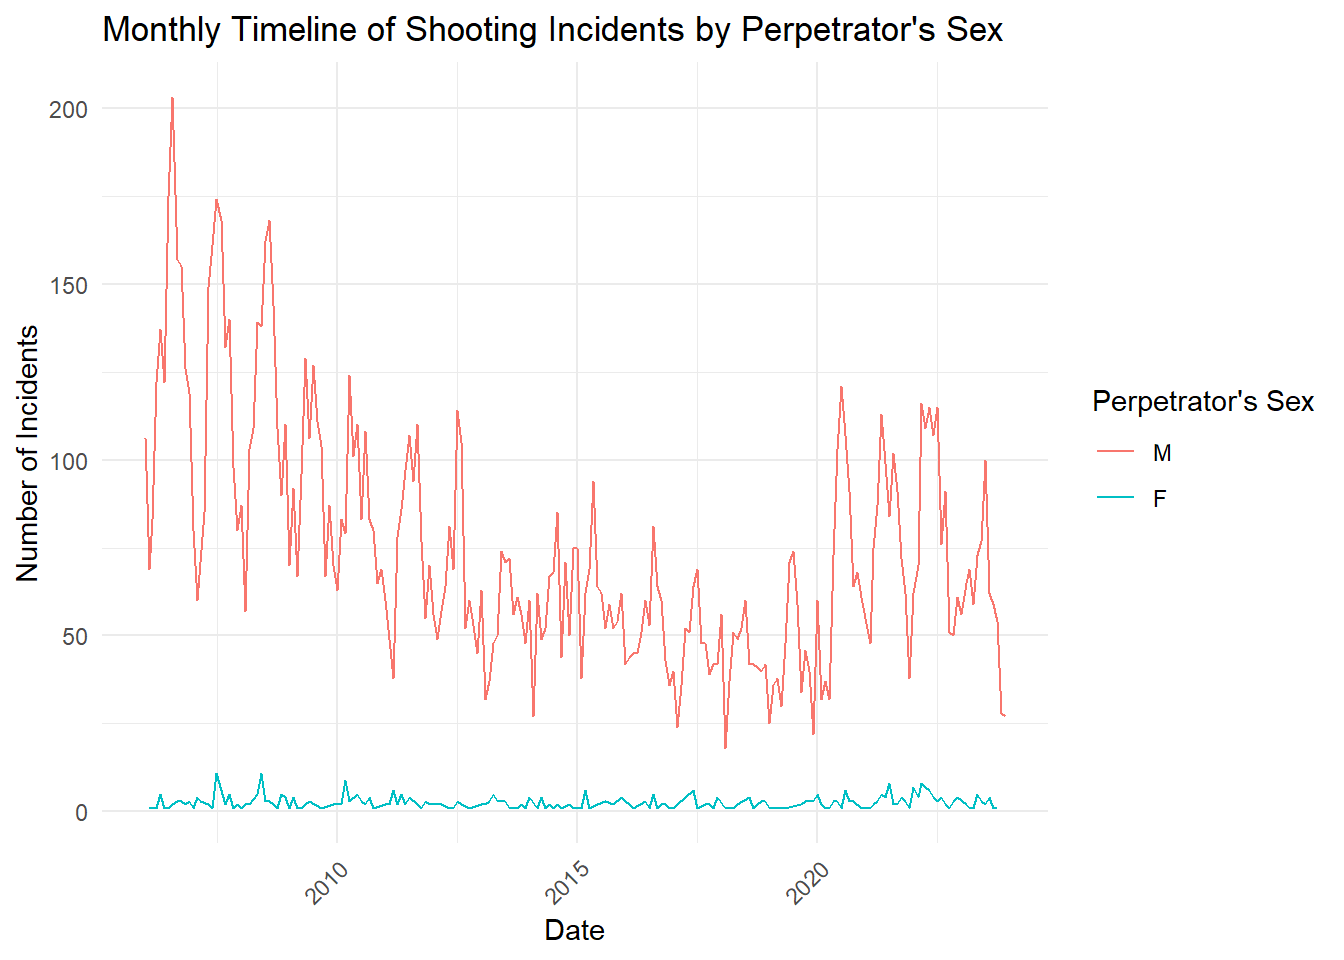 Monthly Timeline of Shooting Incidents by Perpetrator's Sex
Number of Incidents
200
150
100
50
0
2010
2015
2020
Date
Perpetrator's Sex
M
F